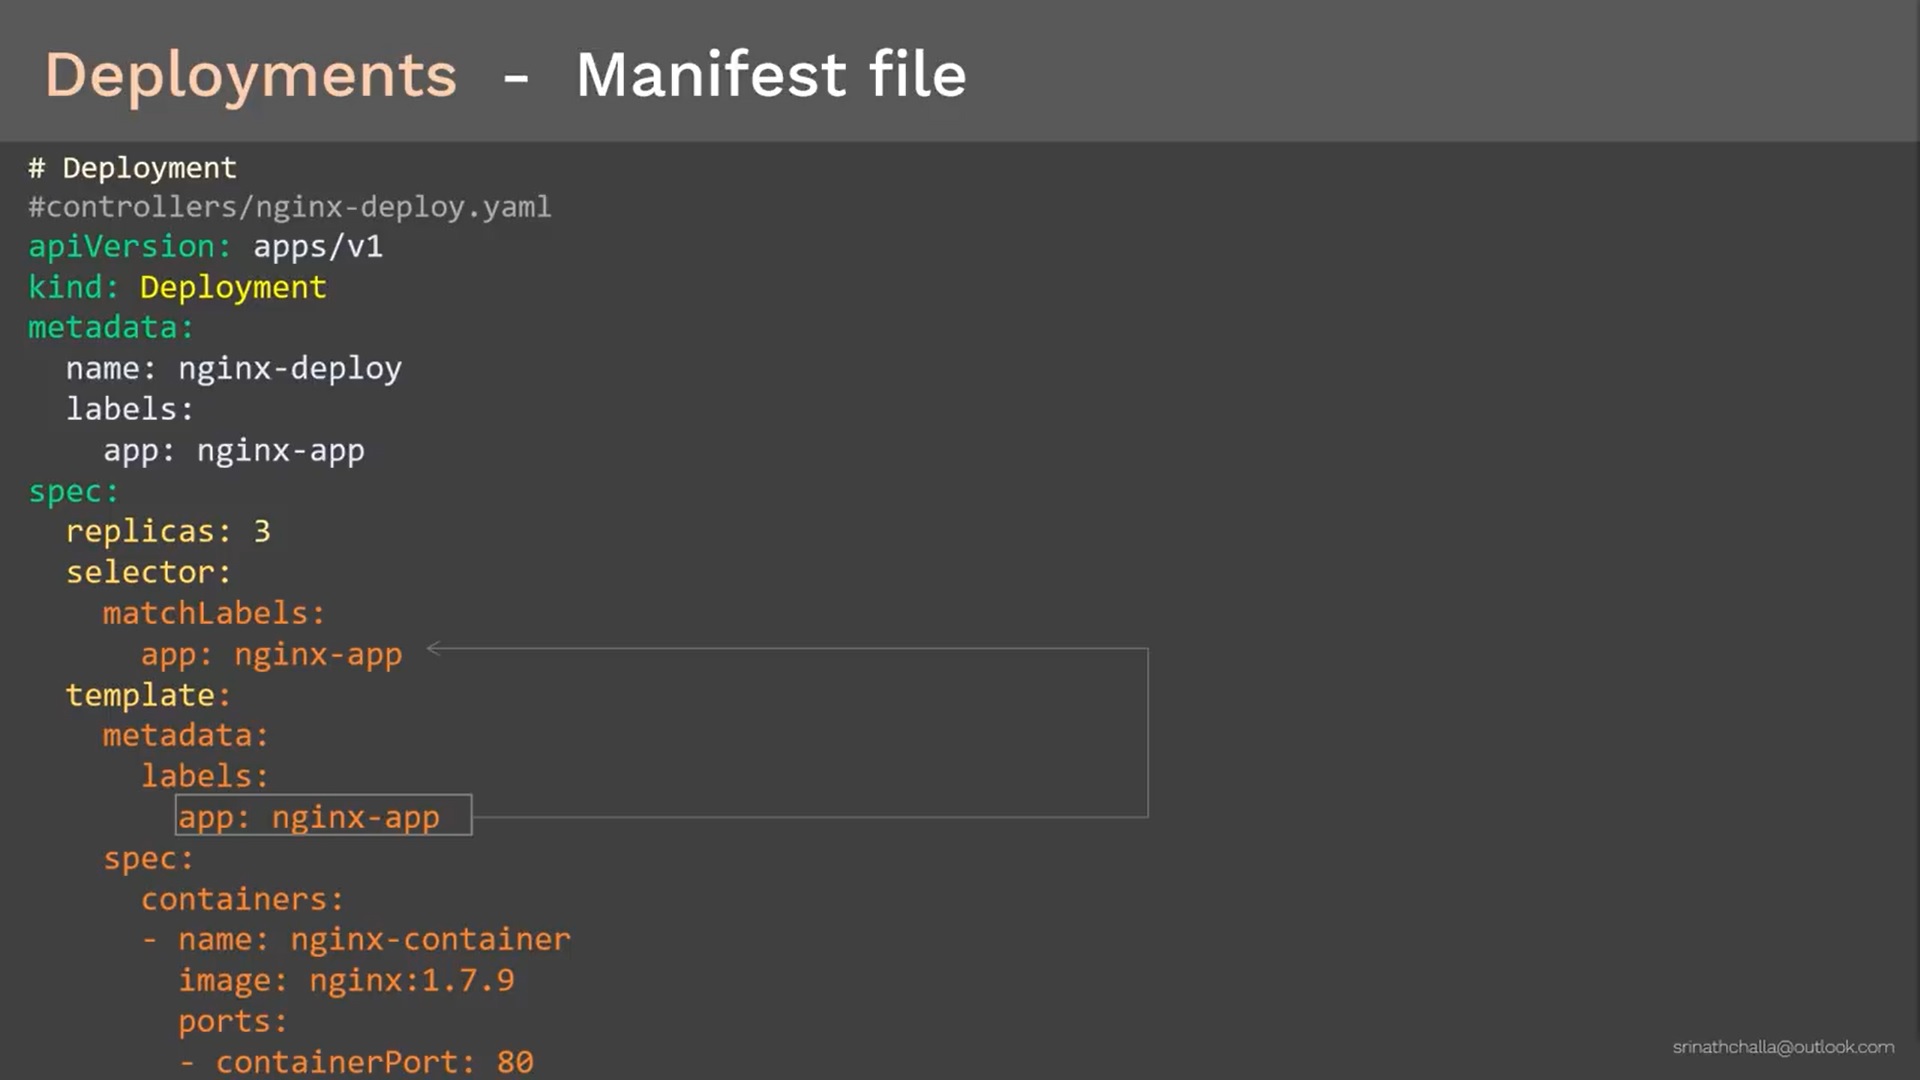 Deployments - Manifest file
# Deployment
#controllers/nginx-deploy.yaml
apiVersion: apps/v1
kind: Deployment
metadata:
  name: nginx-deploy
  labels:
    app: nginx-app
spec:
  replicas: 3
  selector:
    matchLabels:
      app: nginx-app
  template:
    metadata:
      labels:
        app: nginx-app
    spec:
      containers:
      - name: nginx-container
        image: nginx:1.7.9
        ports:
        - containerPort: 80
srinathchalla@outlook.com